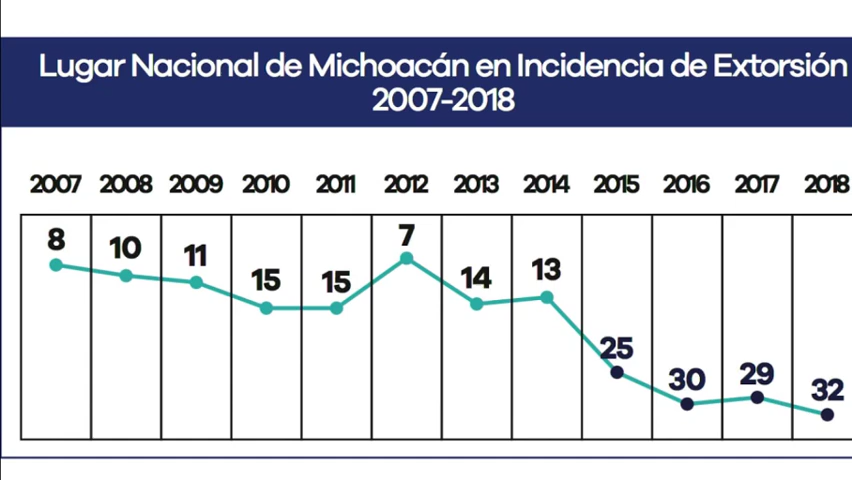 Lugar Nacional de Michoacán en Incidencia de Extorsión
2007-2018
2007 2008 2009 2010 2011 2012 2013 2014 2015 2016 2017 2018
8 10 11 15 15 7 14 13 25 30 29 32